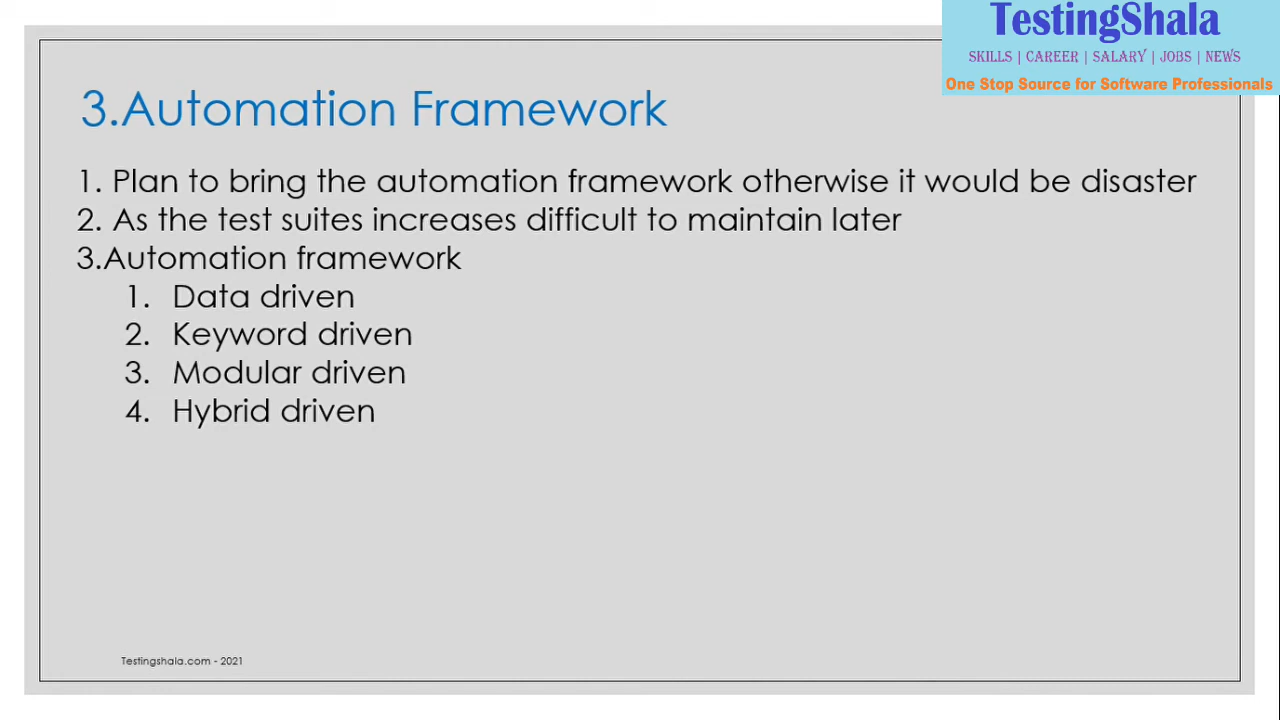 TestingShala
SKILLS | CAREER | SALARY | JOBS | NEWS
One Stop Source for Software Professionals
3.Automation Framework
1. Plan to bring the automation framework otherwise it would be disaster
2. As the test suites increases difficult to maintain later
3.Automation framework
1. Data driven
2. Keyword driven
3. Modular driven
4. Hybrid driven
Testingshala.com - 2021